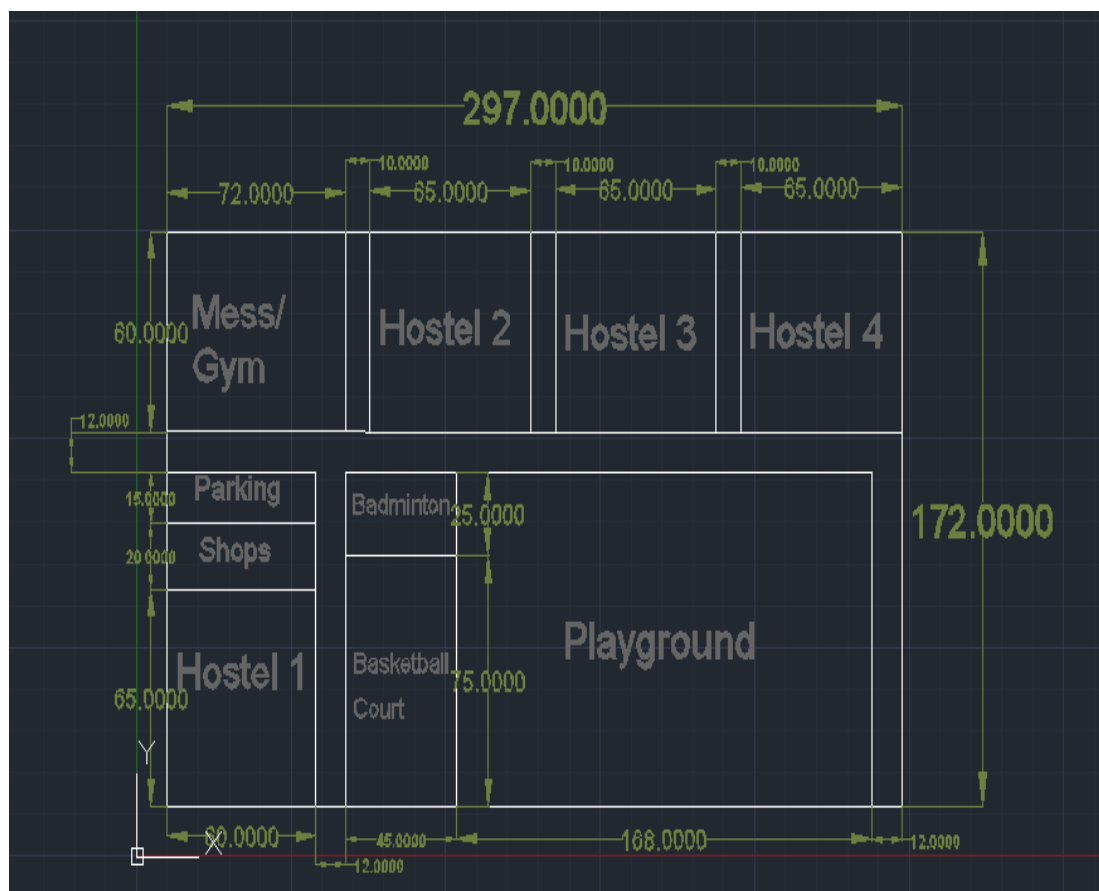 297.0000
10.0000
10.0000
10.0000
72.0000
65.0000
65.0000
65.0000
Mess/
Gym
Hostel 2
Hostel 3
Hostel 4
60.0000
12.0000
Parking
15.0000
Badminton
25.0000
172.0000
Shops
20.0000
Hostel 1
65.0000
Basketball
Court
75.0000
Playground
Y
X
60.0000
12.0000
45.0000
168.0000
12.0000